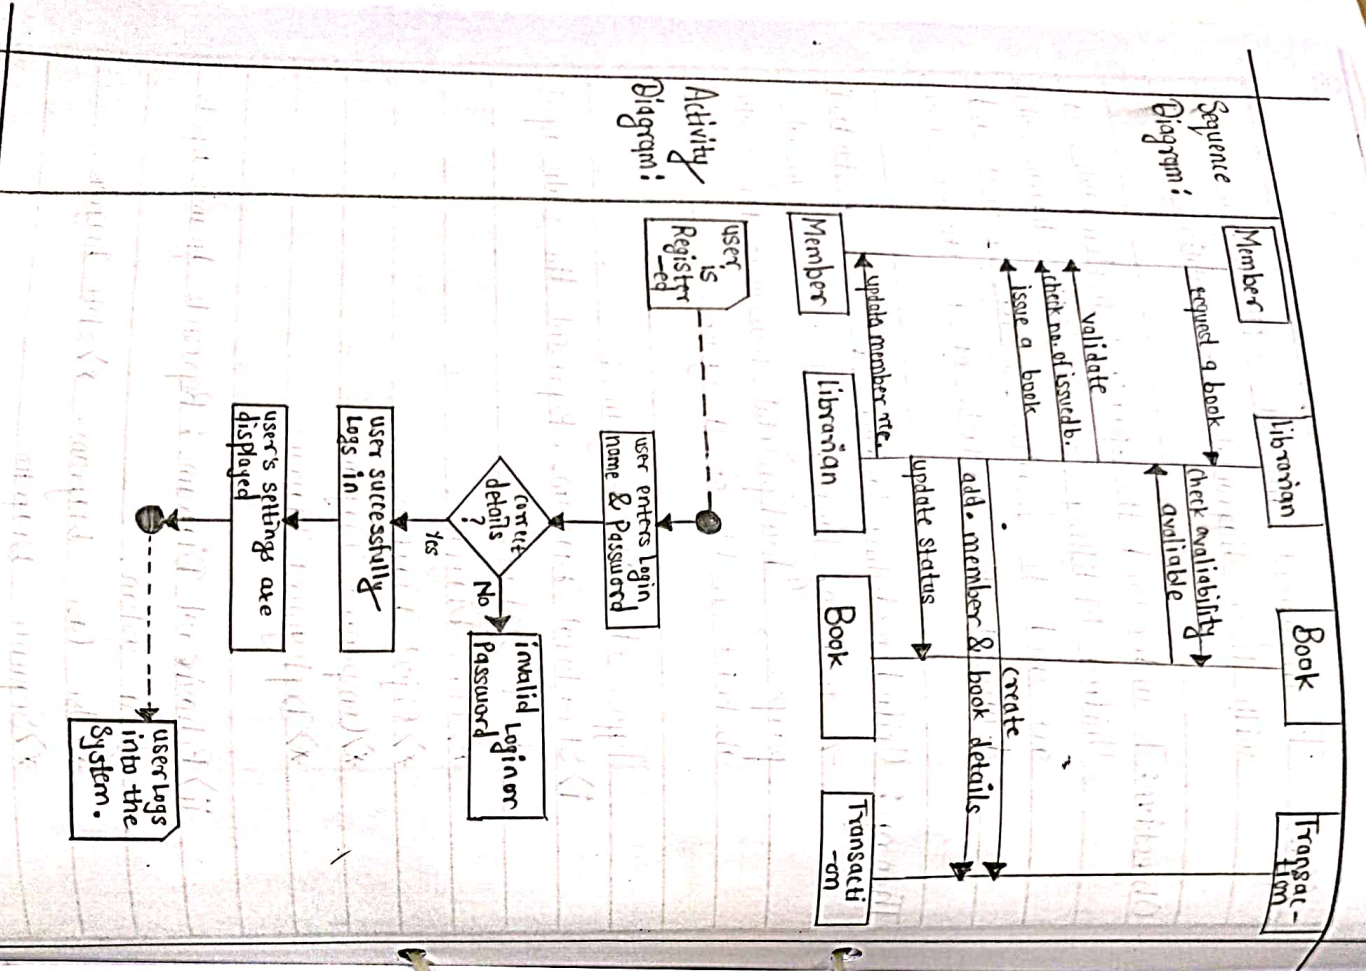 Sequence
Diagram:
Member
librarian
Book
Transac-
tion
request a book
check avaliability
avaliable
validate
check no. of issued b.
issue a book
create
add. member & book details
update status
update member rec.
Member
librarian
Book
Transacti
-on
Activity
Diagram:
user
is
Register
-ed
user enters Login
name & Password
correct
details
?
No
invalid Login or
Password
Yes
user successfully
Logs in
user's settings are
displayed
user Logs
into the
System.